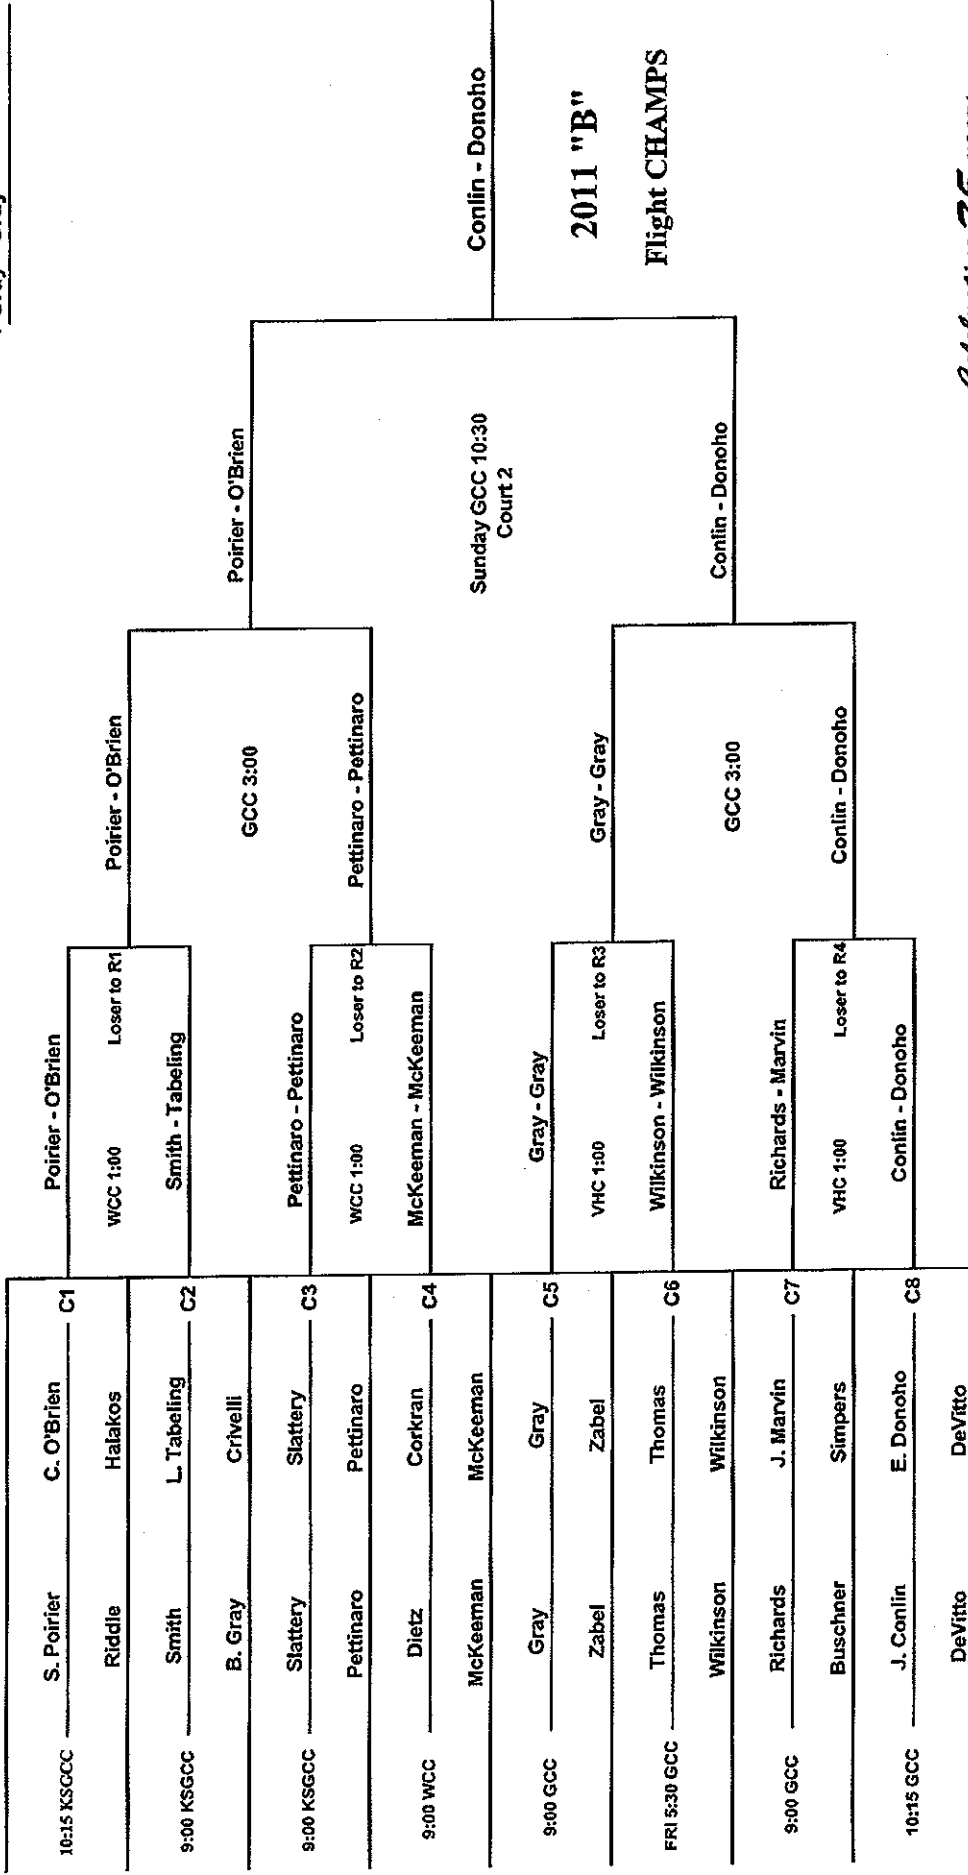 Gray - Gray
10:15 KSGCC
S. Poirier C. O'Brien C1
Riddle Halakos
9:00 KSGCC
Smith L. Tabeling C2
B. Gray Crivelli
9:00 KSGCC
Slattery Slattery C3
Pettinaro Pettinaro
9:00 WCC
Dietz Corkran C4
McKeeman McKeeman
9:00 GCC
Gray Gray C5
Zabel Zabel
FRI 5:30 GCC
Thomas Thomas C6
Wilkinson Wilkinson
9:00 GCC
Richards J. Marvin C7
Buschner Simpers
10:15 GCC
J. Conlin E. Donoho C8
DeVitto DeVitto
Poirier - O'Brien
WCC 1:00 Loser to R1
Smith - Tabeling
Pettinaro - Pettinaro
WCC 1:00 Loser to R2
McKeeman - McKeeman
Gray - Gray
VHC 1:00 Loser to R3
Wilkinson - Wilkinson
Richards - Marvin
VHC 1:00 Loser to R4
Conlin - Donoho
Poirier - O'Brien
GCC 3:00
Pettinaro - Pettinaro
Gray - Gray
GCC 3:00
Conlin - Donoho
Poirier - O'Brien
Sunday GCC 10:30
Court 2
Conlin - Donoho
Conlin - Donoho
2011 "B"
Flight CHAMPS